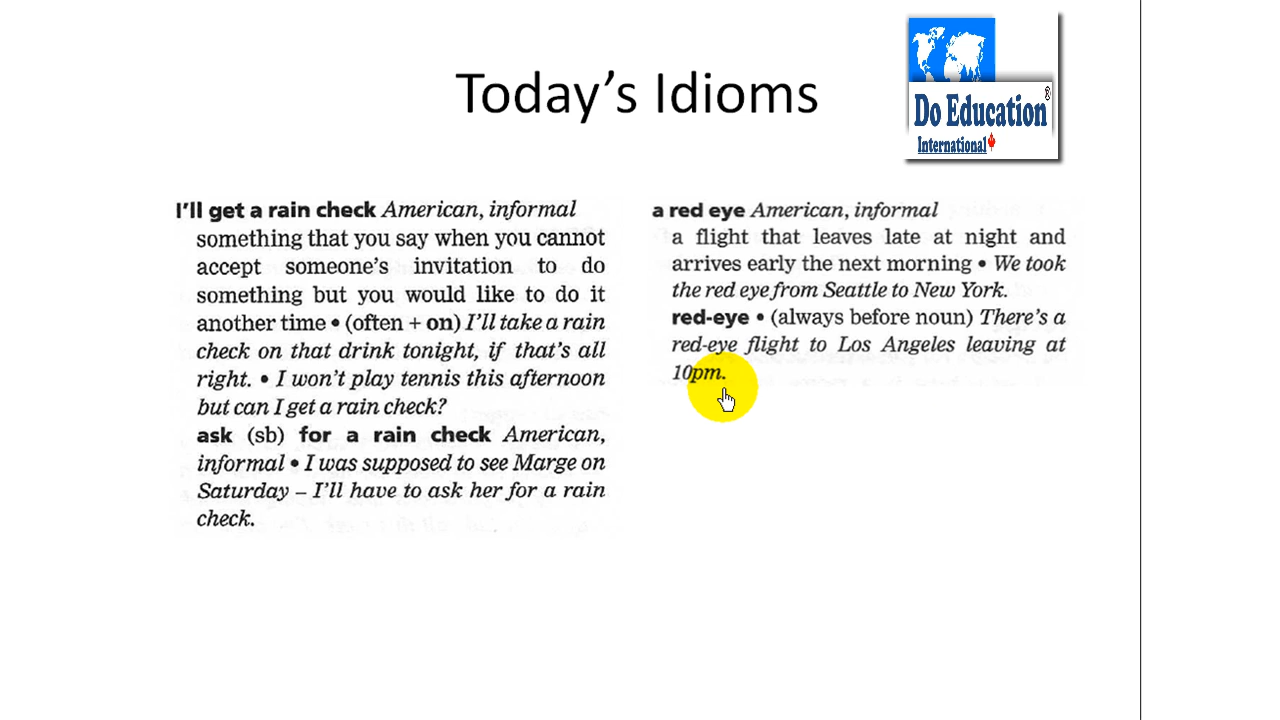 Today's Idioms
Do Education®
International
I'll get a rain check American, informal
something that you say when you cannot
accept someone's invitation to do
something but you would like to do it
another time • (often + on) I'll take a rain
check on that drink tonight, if that's all
right. • I won't play tennis this afternoon
but can I get a rain check?
ask (sb) for a rain check American,
informal • I was supposed to see Marge on
Saturday – I'll have to ask her for a rain
check.
a red eye American, informal
a flight that leaves late at night and
arrives early the next morning • We took
the red eye from Seattle to New York.
red-eye • (always before noun) There's a
red-eye flight to Los Angeles leaving at
10pm.